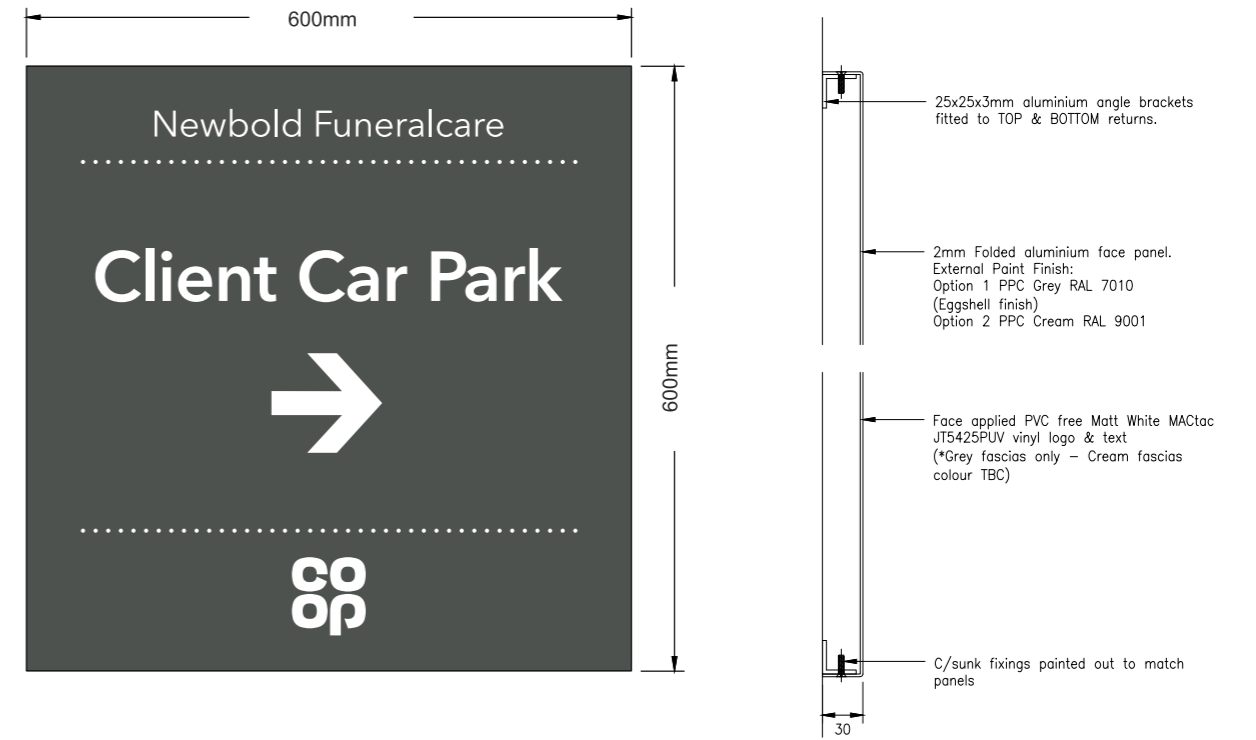 600mm
Newbold Funeralcare
Client Car Park
co
op
600mm
25x25x3mm aluminium angle brackets
fitted to TOP & BOTTOM returns.
2mm Folded aluminium face panel.
External Paint Finish:
Option 1 PPC Grey RAL 7010
(Eggshell finish)
Option 2 PPC Cream RAL 9001
Face applied PVC free Matt White MACtac
JT5425PUV vinyl logo & text
(*Grey fascias only – Cream fascias
colour TBC)
C/sunk fixings painted out to match
panels
30